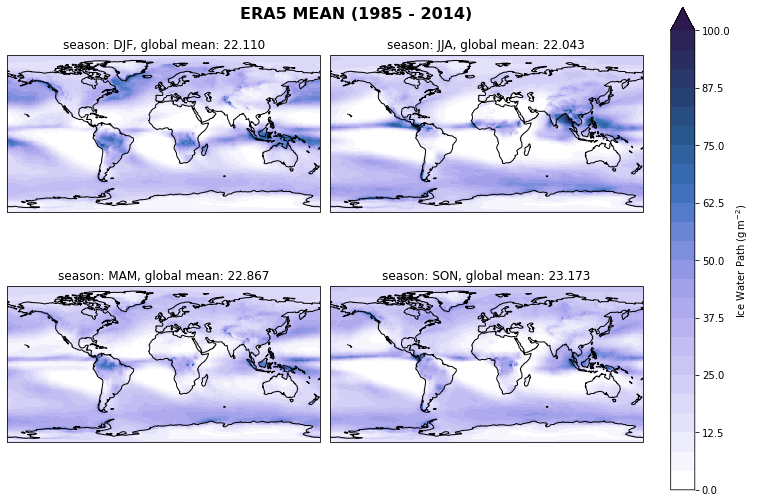 ERA5 MEAN (1985 - 2014)
season: DJF, global mean: 22.110
season: JJA, global mean: 22.043
season: MAM, global mean: 22.867
season: SON, global mean: 23.173
100.0
87.5
75.0
62.5
50.0
37.5
25.0
12.5
0.0
Ice Water Path (g m⁻²)